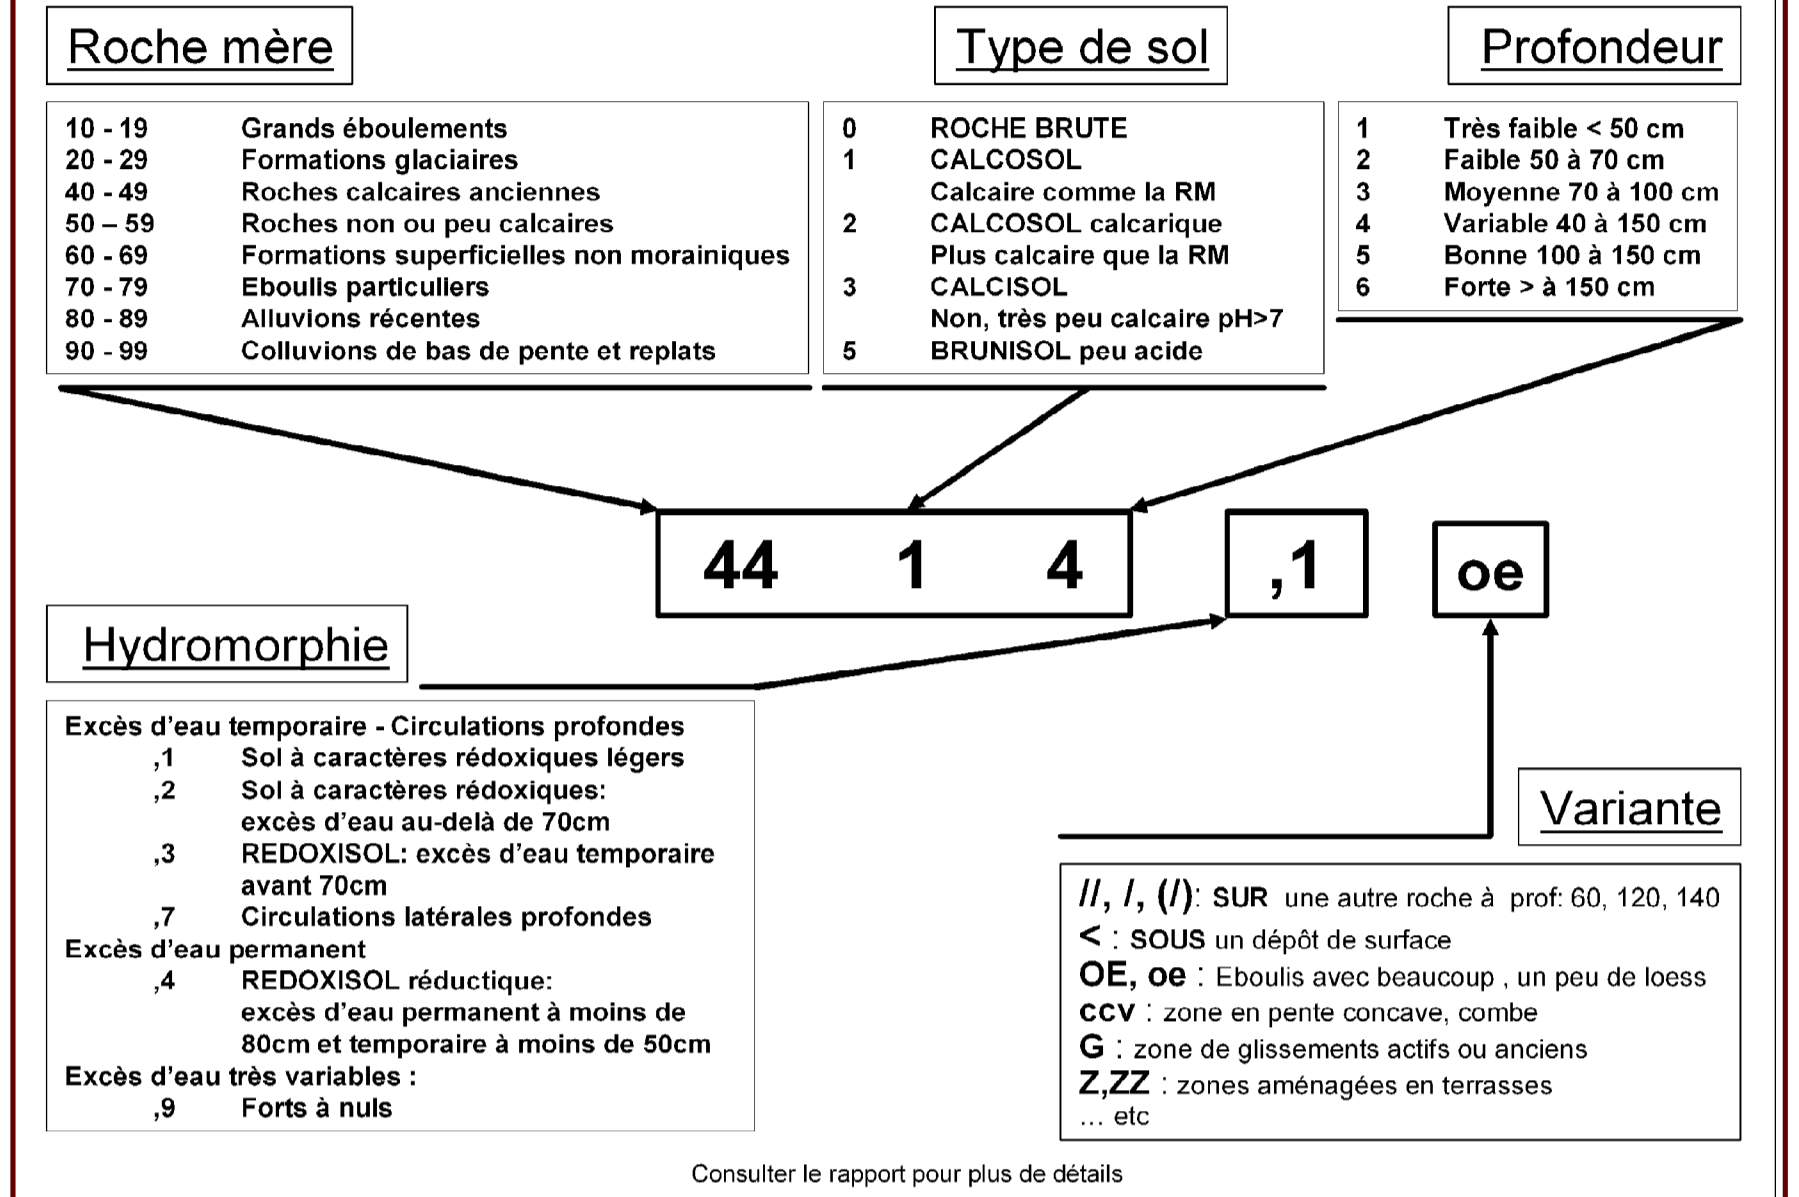 Roche mère
10 - 19 Grands éboulements
20 - 29 Formations glaciaires
40 - 49 Roches calcaires anciennes
50 – 59 Roches non ou peu calcaires
60 - 69 Formations superficielles non morainiques
70 - 79 Eboulis particuliers
80 - 89 Alluvions récentes
90 - 99 Colluvions de bas de pente et replats
Type de sol
0 ROCHE BRUTE
1 CALCOSOL
Calcaire comme la RM
2 CALCOSOL calcarique
Plus calcaire que la RM
3 CALCISOL
Non, très peu calcaire pH>7
5 BRUNISOL peu acide
Profondeur
1 Très faible < 50 cm
2 Faible 50 à 70 cm
3 Moyenne 70 à 100 cm
4 Variable 40 à 150 cm
5 Bonne 100 à 150 cm
6 Forte > à 150 cm
44 1 4 ,1 oe
Hydromorphie
Excès d'eau temporaire - Circulations profondes
,1 Sol à caractères rédoxiques légers
,2 Sol à caractères rédoxiques:
excès d'eau au-delà de 70cm
,3 REDOXISOL: excès d'eau temporaire
avant 70cm
,7 Circulations latérales profondes
Excès d'eau permanent
,4 REDOXISOL réductique:
excès d'eau permanent à moins de
80cm et temporaire à moins de 50cm
Excès d'eau très variables :
,9 Forts à nuls
Variante
//, /, (/): SUR une autre roche à prof: 60, 120, 140
< : SOUS un dépôt de surface
OE, oe : Eboulis avec beaucoup , un peu de loess
ccv : zone en pente concave, combe
G : zone de glissements actifs ou anciens
Z,ZZ : zones aménagées en terrasses
... etc
Consulter le rapport pour plus de détails